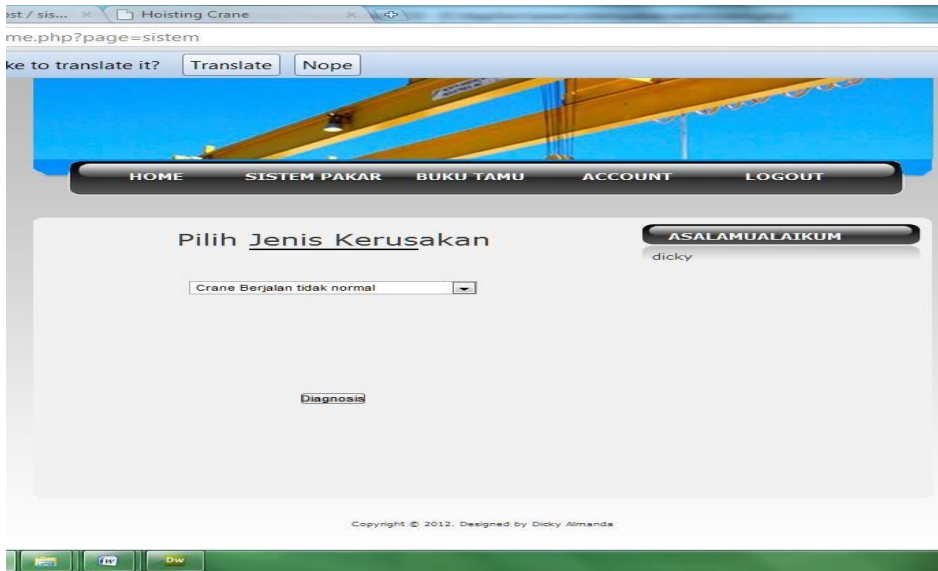 ost / sis... × Hoisting Crane ×
me.php?page=sistem
ke to translate it? Translate Nope
HOME SISTEM PAKAR BUKU TAMU ACCOUNT LOGOUT
Pilih Jenis Kerusakan
ASALAMUALAIKUM
dicky
Crane Berjalan tidak normal
Diagnosis
Copyright © 2012. Designed by Dicky Almanda
Dw